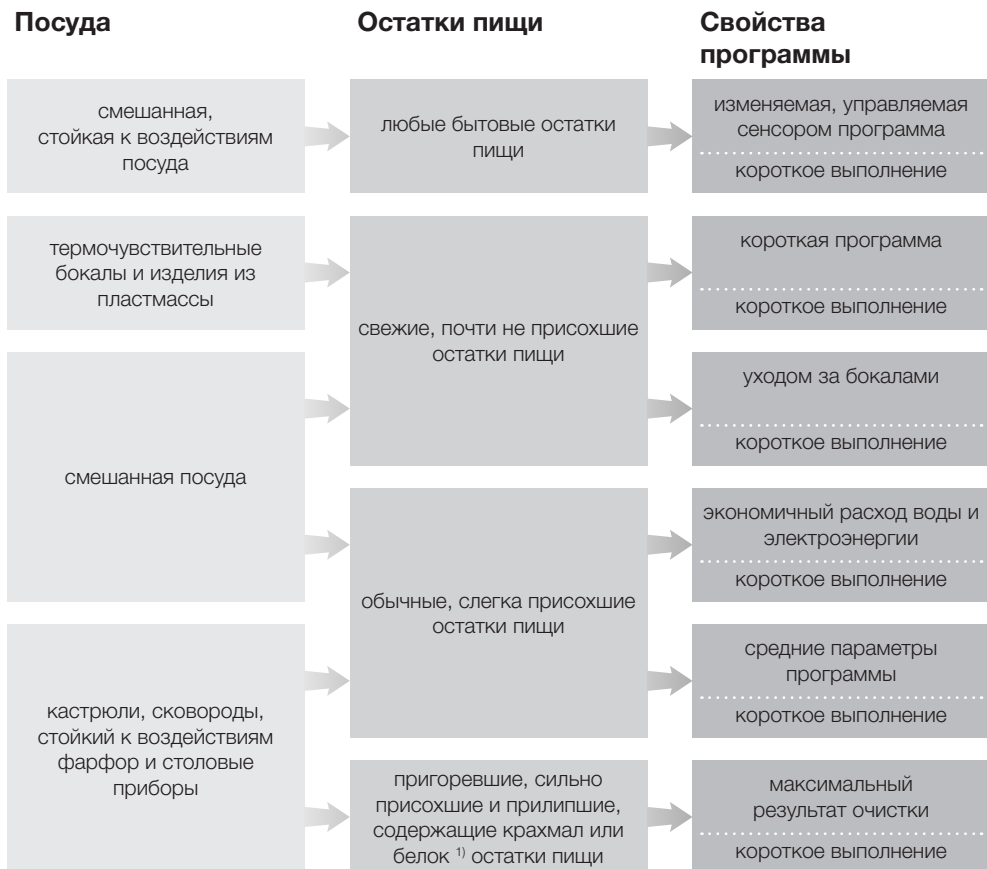 Посуда
Остатки пищи
Свойства
программы
смешанная,
стойкая к воздействиям
посуда
любые бытовые остатки
пищи
изменяемая, управляемая
сенсором программа
короткое выполнение
термочувствительные
бокалы и изделия из
пластмассы
свежие, почти не присохшие
остатки пищи
короткая программа
короткое выполнение
уходом за бокалами
короткое выполнение
смешанная посуда
обычные, слегка присохшие
остатки пищи
экономичный расход воды и
электроэнергии
короткое выполнение
средние параметры
программы
короткое выполнение
кастрюли, сковороды,
стойкий к воздействиям
фарфор и столовые
приборы
пригоревшие, сильно
присохшие и прилипшие,
содержащие крахмал или
белок ¹⁾ остатки пищи
максимальный
результат очистки
короткое выполнение